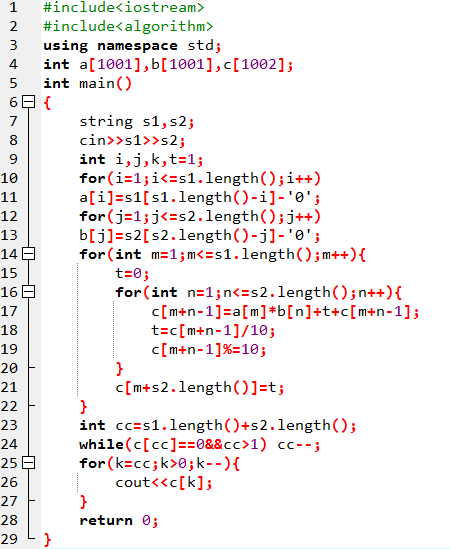 1 #include<iostream>
2 #include<algorithm>
3 using namespace std;
4 int a[1001],b[1001],c[1002];
5 int main()
6 {
7 string s1,s2;
8 cin>>s1>>s2;
9 int i,j,k,t=1;
10 for(i=1;i<=s1.length();i++)
11 a[i]=s1[s1.length()-i]-'0';
12 for(j=1;j<=s2.length();j++)
13 b[j]=s2[s2.length()-j]-'0';
14 for(int m=1;m<=s1.length();m++){
15 t=0;
16 for(int n=1;n<=s2.length();n++){
17 c[m+n-1]=a[m]*b[n]+t+c[m+n-1];
18 t=c[m+n-1]/10;
19 c[m+n-1]%=10;
20 }
21 c[m+s2.length()]=t;
22 }
23 int cc=s1.length()+s2.length();
24 while(c[cc]==0&&cc>1) cc--;
25 for(k=cc;k>0;k--){
26 cout<<c[k];
27 }
28 return 0;
29 }